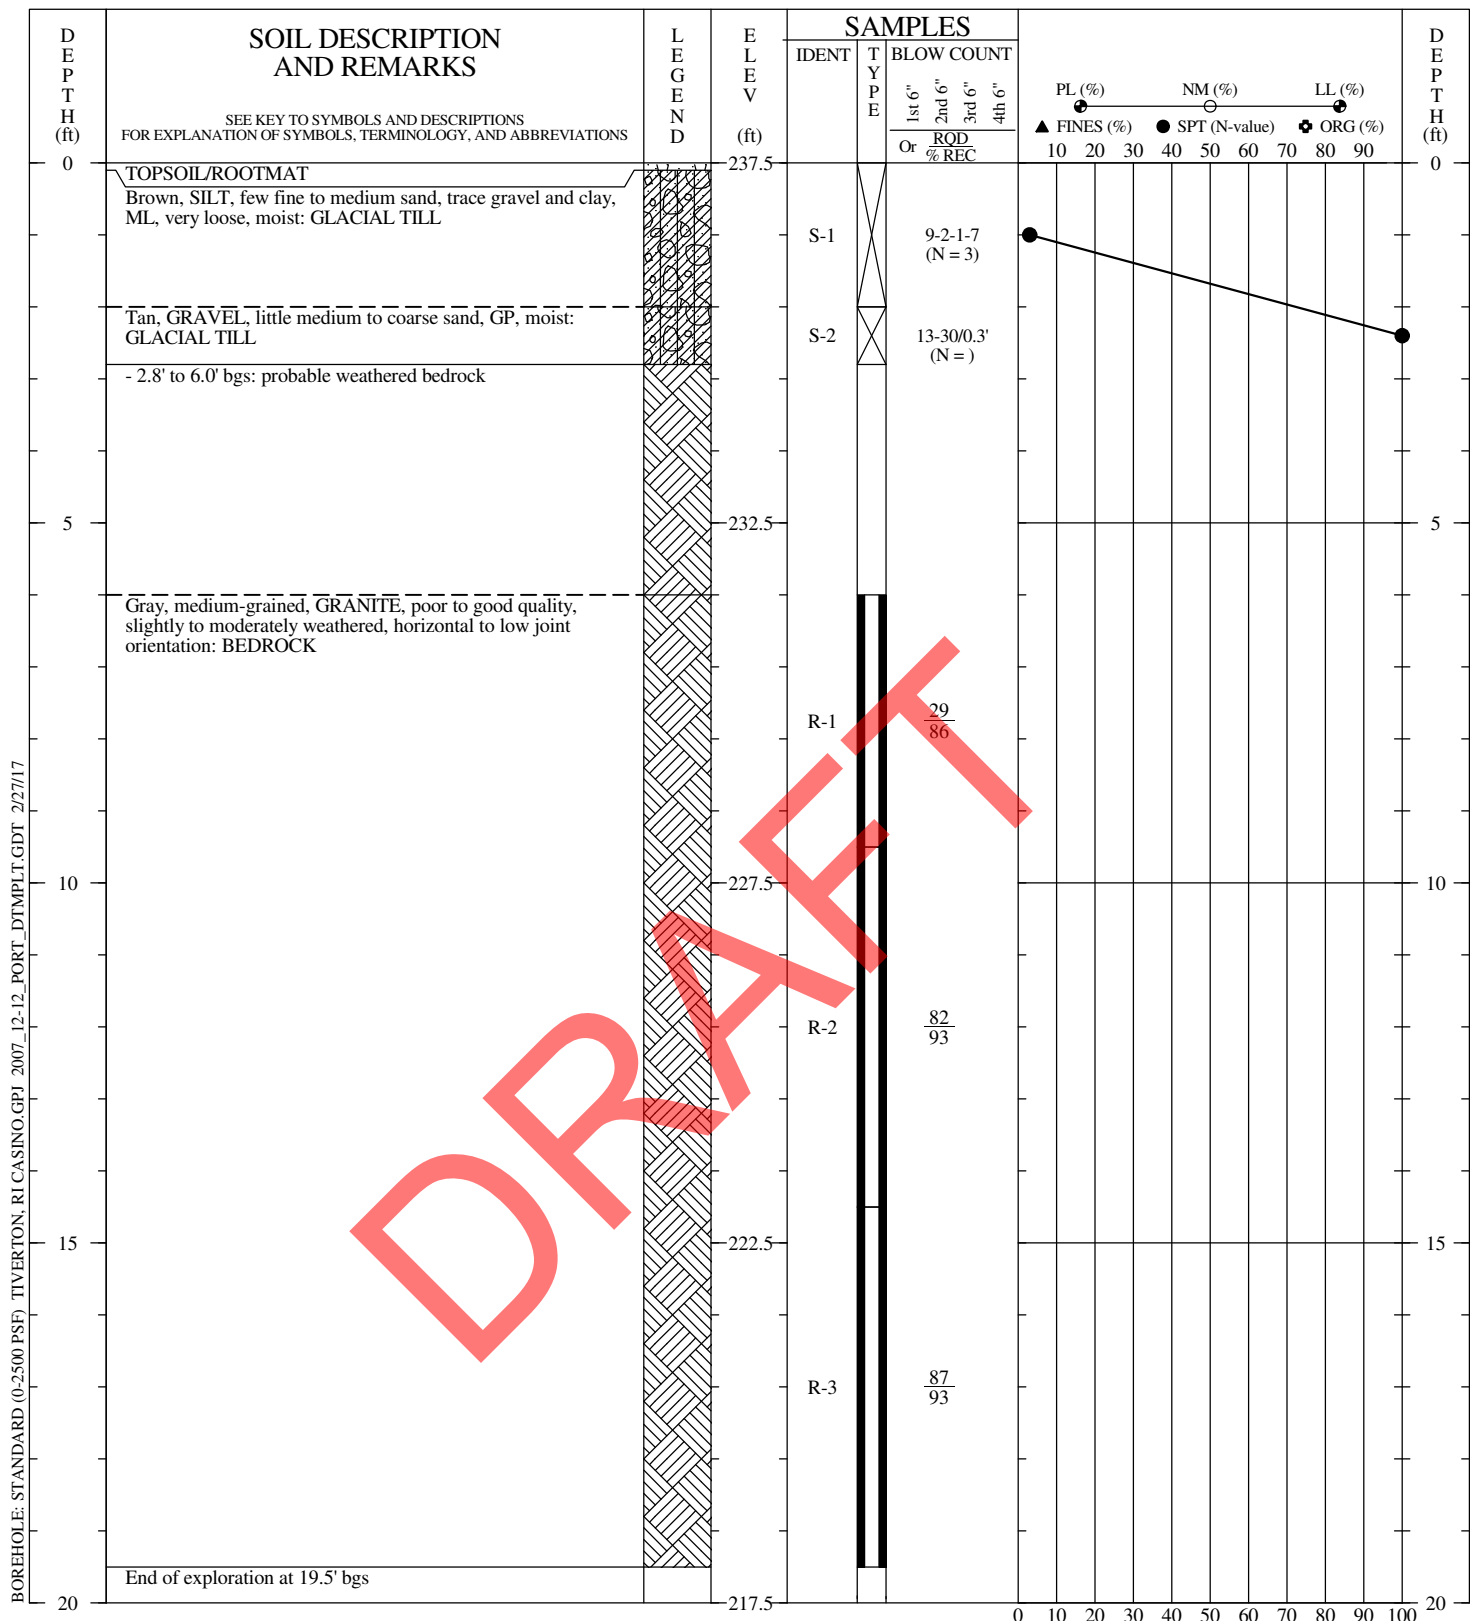 DEPTH (ft)
SOIL DESCRIPTION
AND REMARKS
SEE KEY TO SYMBOLS AND DESCRIPTIONS
FOR EXPLANATION OF SYMBOLS, TERMINOLOGY, AND ABBREVIATIONS
LEGEND
ELEV (ft)
SAMPLES
IDENT
TYPE
BLOW COUNT
1st 6"
2nd 6"
3rd 6"
4th 6"
Or RQD
% REC
PL (%) NM (%) LL (%)
FINES (%) SPT (N-value) ORG (%)
10 20 30 40 50 60 70 80 90
DEPTH (ft)
0 237.5 0
TOPSOIL/ROOTMAT
Brown, SILT, few fine to medium sand, trace gravel and clay,
ML, very loose, moist: GLACIAL TILL
S-1 9-2-1-7
(N = 3)
Tan, GRAVEL, little medium to coarse sand, GP, moist:
GLACIAL TILL
S-2 13-30/0.3'
(N = )
- 2.8' to 6.0' bgs: probable weathered bedrock
5 232.5 5
Gray, medium-grained, GRANITE, poor to good quality,
slightly to moderately weathered, horizontal to low joint
orientation: BEDROCK
R-1 29
86
10 227.5 10
R-2 82
93
15 222.5 15
R-3 87
93
End of exploration at 19.5' bgs
20 217.5 20
0 10 20 30 40 50 60 70 80 90 100
BOREHOLE: STANDARD (0-2500 PSF) TIVERTON, RI CASINO.GPJ 2007_12-12_PORT_DTMPLT.GDT 2/27/17
DRAFT